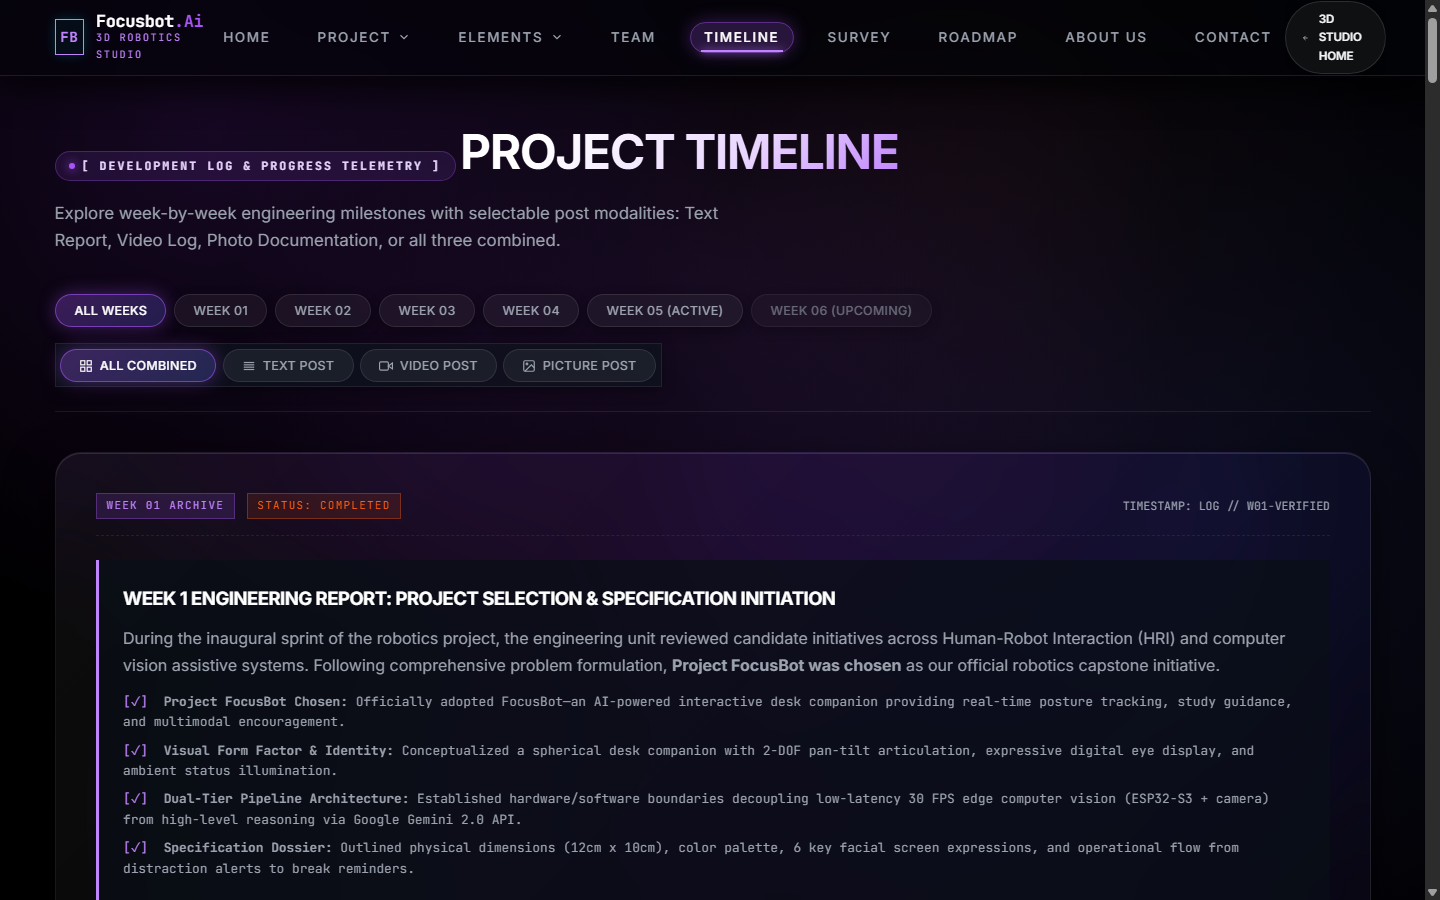 FB
Focusbot.Ai
3D ROBOTICS
STUDIO
HOME
PROJECT
ELEMENTS
TEAM
TIMELINE
SURVEY
ROADMAP
ABOUT US
CONTACT
← 3D
STUDIO
HOME
[ DEVELOPMENT LOG & PROGRESS TELEMETRY ]
PROJECT TIMELINE
Explore week-by-week engineering milestones with selectable post modalities: Text
Report, Video Log, Photo Documentation, or all three combined.
ALL WEEKS
WEEK 01
WEEK 02
WEEK 03
WEEK 04
WEEK 05 (ACTIVE)
WEEK 06 (UPCOMING)
ALL COMBINED
TEXT POST
VIDEO POST
PICTURE POST
WEEK 01 ARCHIVE
STATUS: COMPLETED
TIMESTAMP: LOG // W01-VERIFIED
WEEK 1 ENGINEERING REPORT: PROJECT SELECTION & SPECIFICATION INITIATION
During the inaugural sprint of the robotics project, the engineering unit reviewed candidate initiatives across Human-Robot Interaction (HRI) and computer
vision assistive systems. Following comprehensive problem formulation, Project FocusBot was chosen as our official robotics capstone initiative.
[✓] Project FocusBot Chosen: Officially adopted FocusBot—an AI-powered interactive desk companion providing real-time posture tracking, study guidance,
and multimodal encouragement.
[✓] Visual Form Factor & Identity: Conceptualized a spherical desk companion with 2-DOF pan-tilt articulation, expressive digital eye display, and
ambient status illumination.
[✓] Dual-Tier Pipeline Architecture: Established hardware/software boundaries decoupling low-latency 30 FPS edge computer vision (ESP32-S3 + camera)
from high-level reasoning via Google Gemini 2.0 API.
[✓] Specification Dossier: Outlined physical dimensions (12cm x 10cm), color palette, 6 key facial screen expressions, and operational flow from
distraction alerts to break reminders.